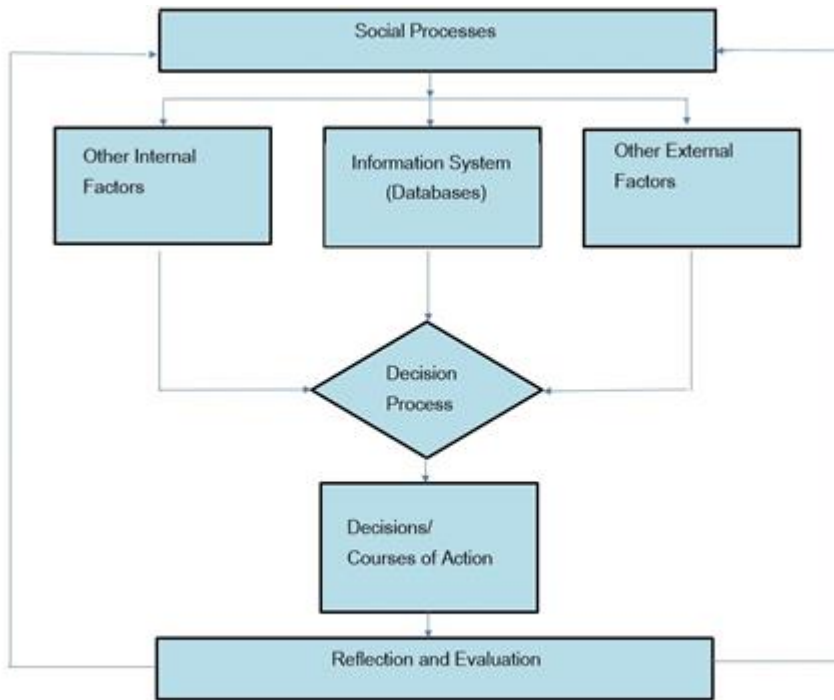 Social Processes
Other Internal
Factors
Information System
(Databases)
Other External
Factors
Decision
Process
Decisions/
Courses of Action
Reflection and Evaluation